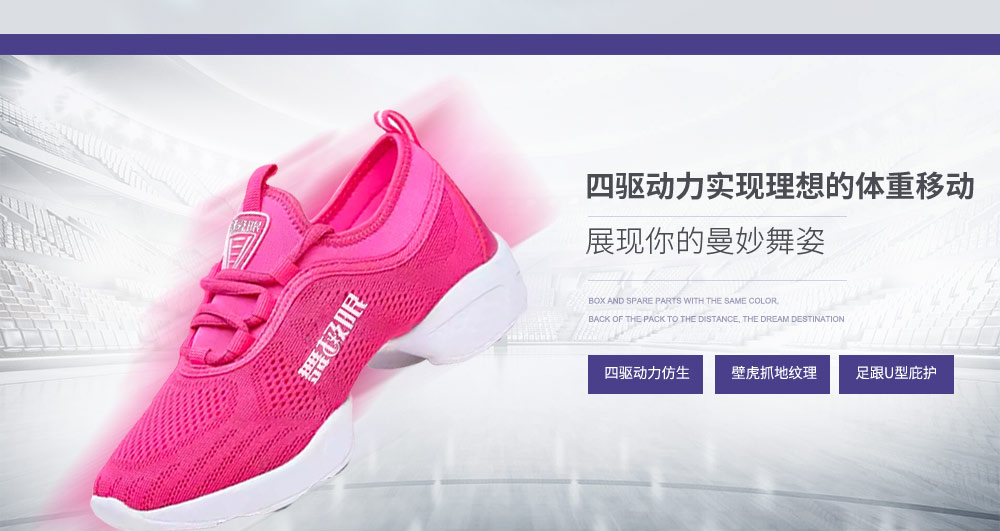 四驱动力实现理想的体重移动
展现你的曼妙舞姿
BOX AND SPARE PARTS WITH THE SAME COLOR,
BACK OF THE PACK TO THE DISTANCE, THE DREAM DESTINATION
四驱动力仿生
壁虎抓地纹理
足跟U型庇护